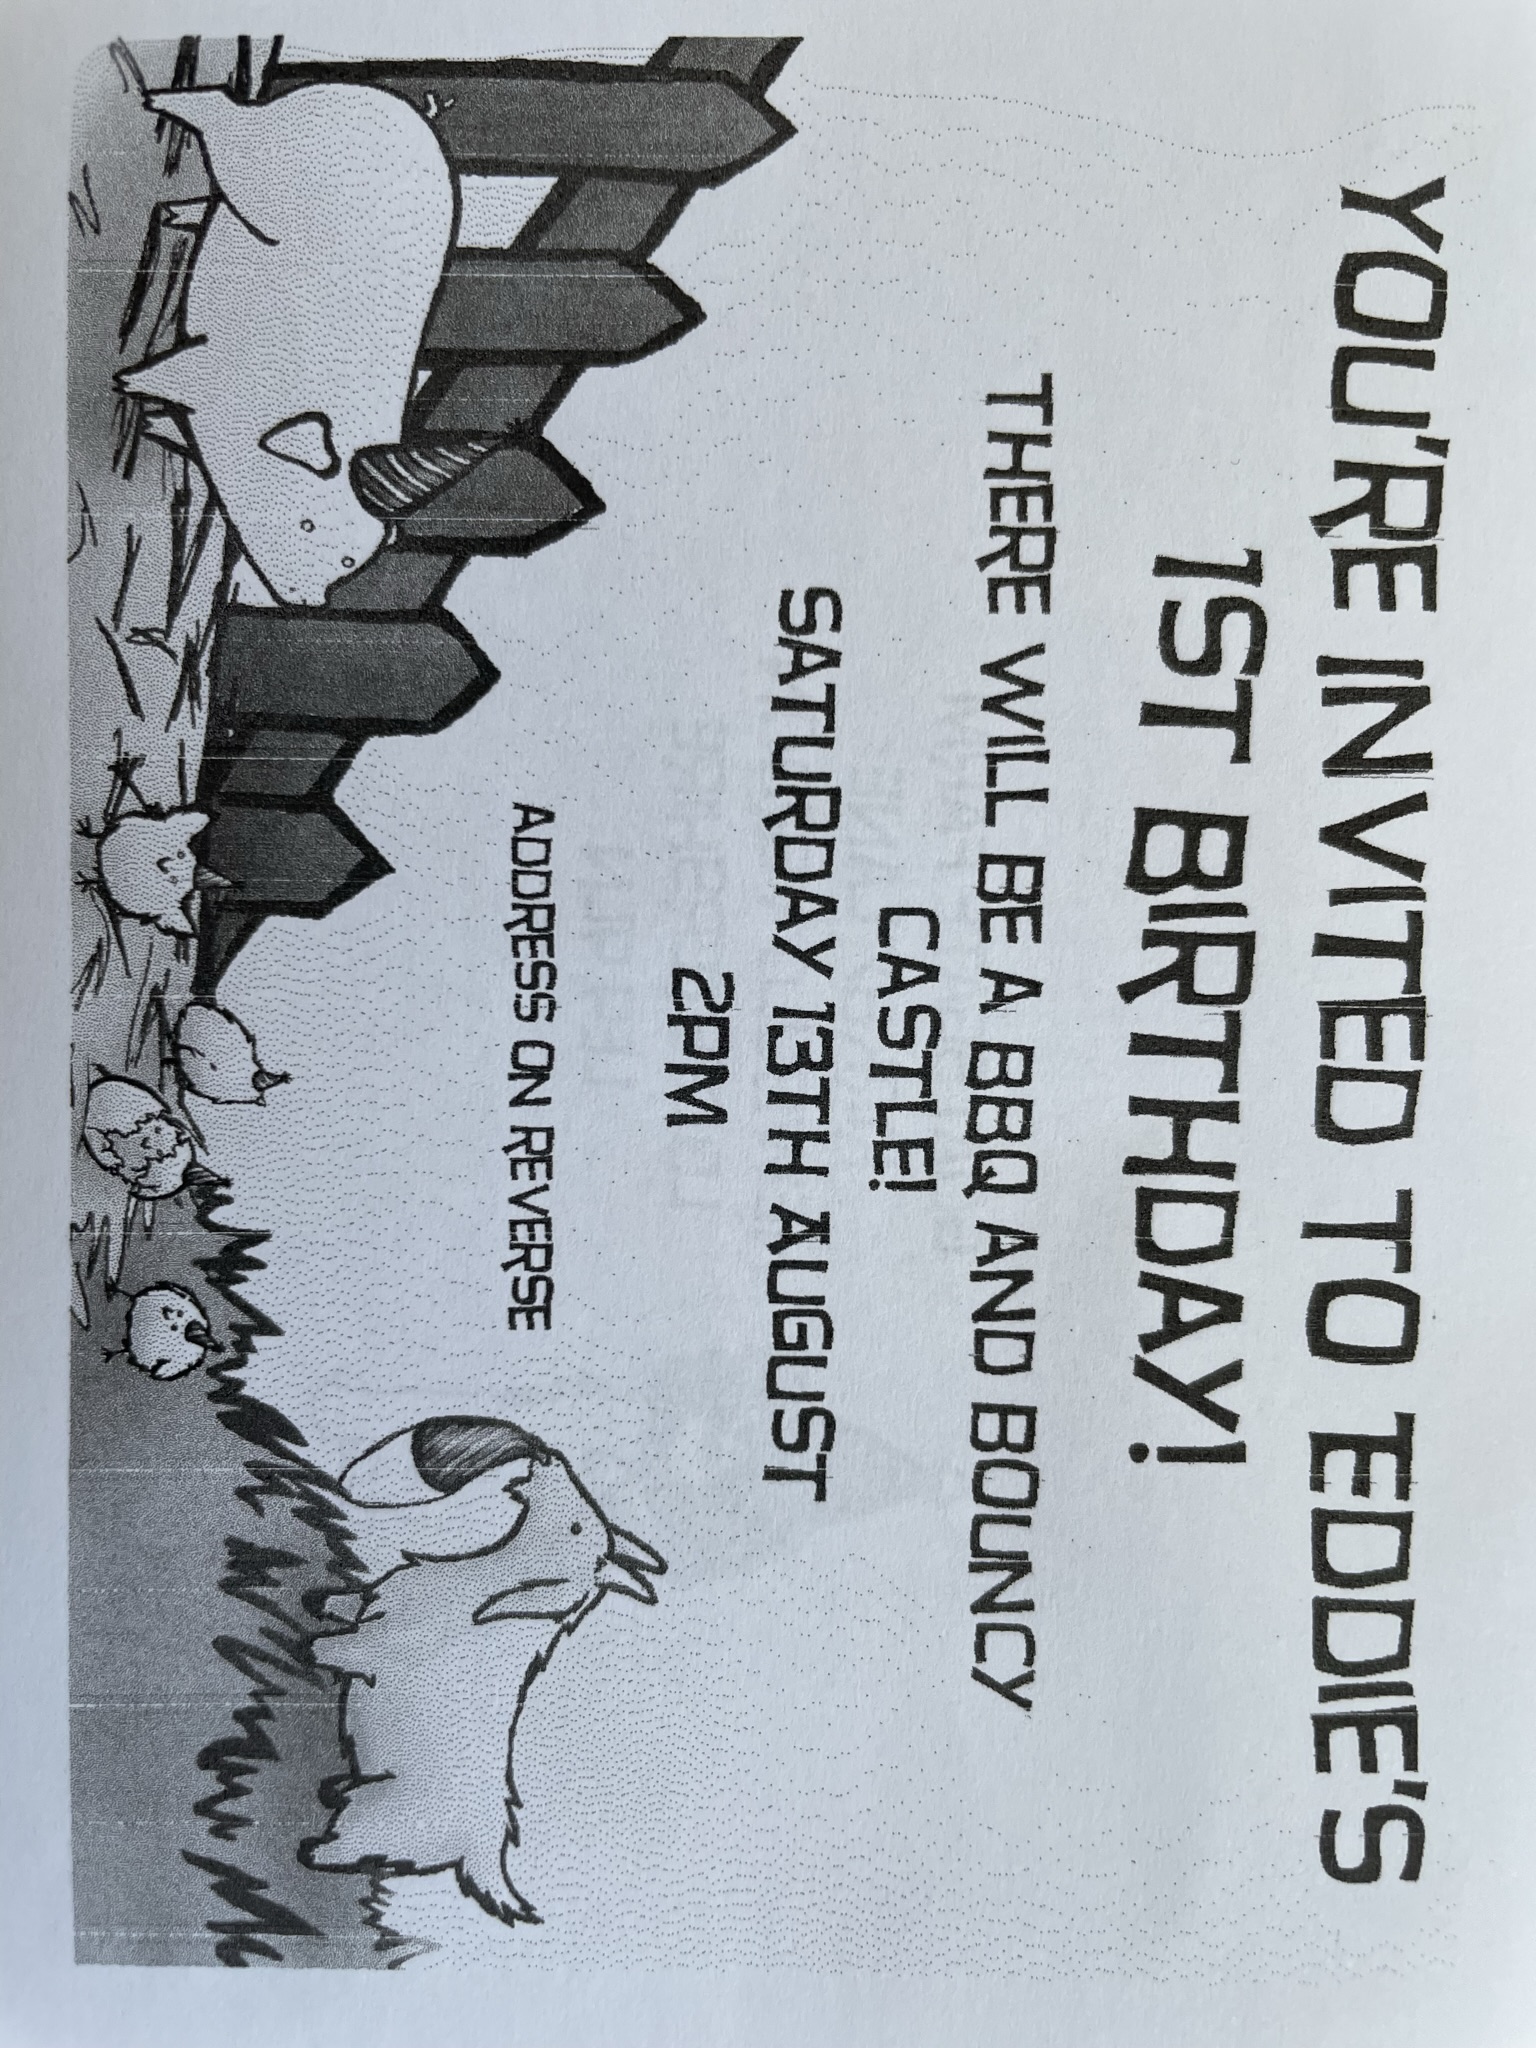 YOU'RE INVITED TO EDDIE'S
1ST BIRTHDAY!
THERE WILL BE A BBQ AND BOUNCY
CASTLE!
SATURDAY 13TH AUGUST
2PM
ADDRESS ON REVERSE